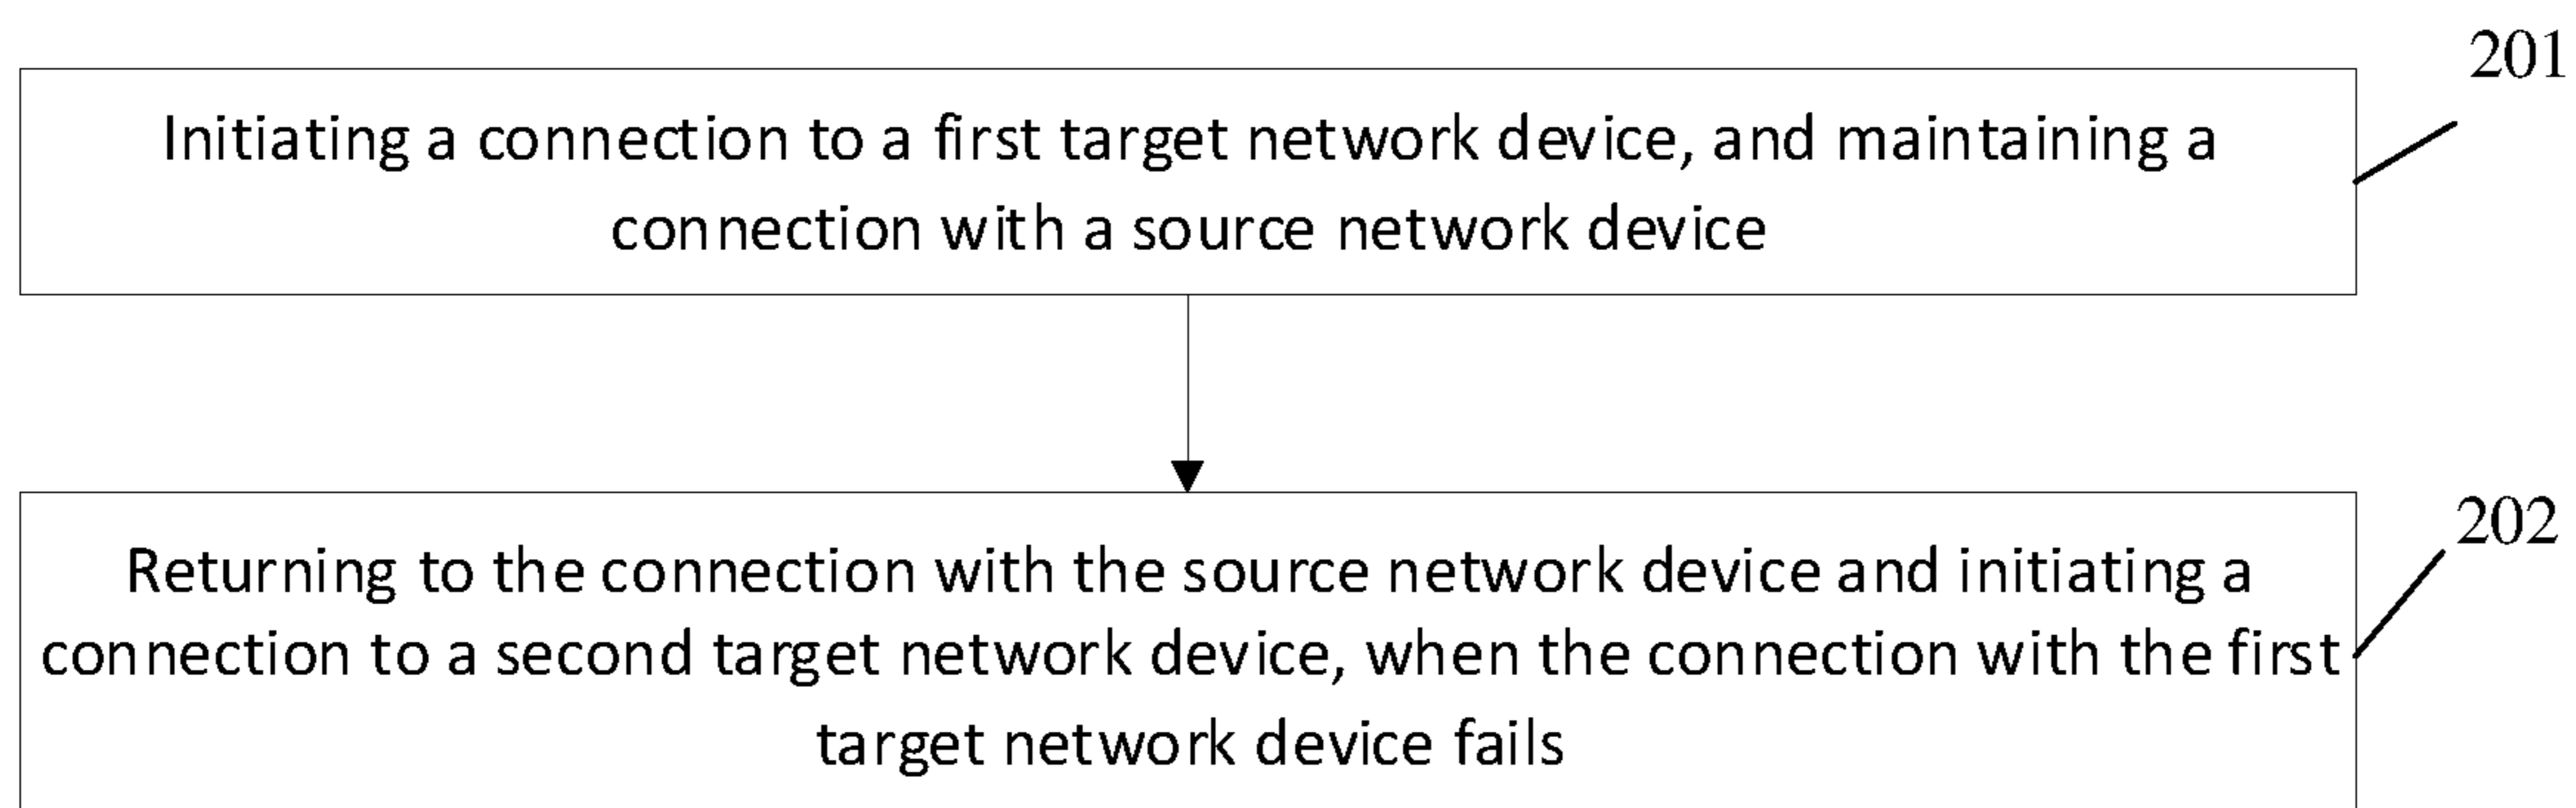 201
Initiating a connection to a first target network device, and maintaining a
connection with a source network device
202
Returning to the connection with the source network device and initiating a
connection to a second target network device, when the connection with the first
target network device fails